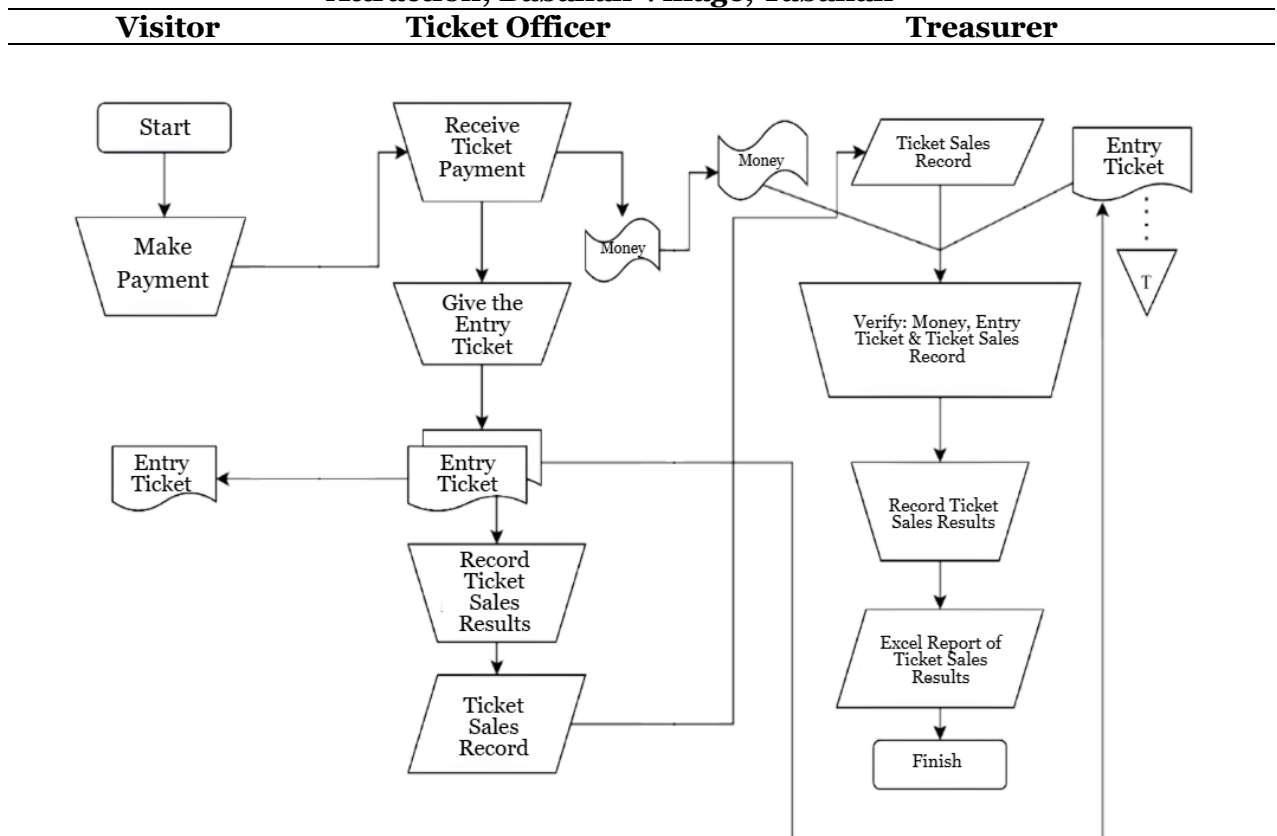 Visitor Ticket Officer Treasurer
Start
Make
Payment
Receive
Ticket
Payment
Money
Give the
Entry
Ticket
Entry
Ticket
Entry
Ticket
Record
Ticket
Sales
Results
Ticket
Sales
Record
Money
Ticket Sales
Record
Entry
Ticket
T
Verify: Money, Entry
Ticket & Ticket Sales
Record
Record Ticket
Sales Results
Excel Report of
Ticket Sales
Results
Finish